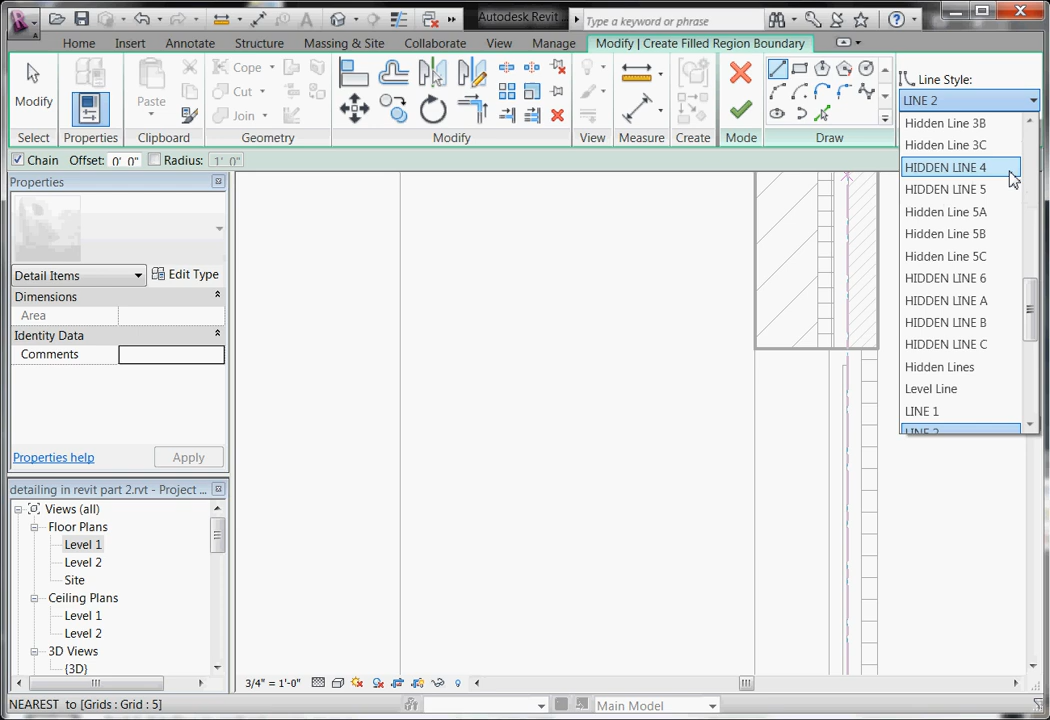 Autodesk Revit ...
Type a keyword or phrase
Home Insert Annotate Structure Massing & Site Collaborate View Manage Modify | Create Filled Region Boundary
Modify
Paste
Cope
Cut
Join
Line Style:
LINE 2
Select Properties Clipboard Geometry Modify View Measure Create Mode Draw
Chain Offset: 0' 0" Radius: 1' 0"
Properties
Detail Items Edit Type
Dimensions
Area
Identity Data
Comments
Properties help Apply
detailing in revit part 2.rvt - Project ...
Views (all)
Floor Plans
Level 1
Level 2
Site
Ceiling Plans
Level 1
Level 2
3D Views
{3D}
Hidden Line 3B
Hidden Line 3C
HIDDEN LINE 4
HIDDEN LINE 5
Hidden Line 5A
Hidden Line 5B
Hidden Line 5C
HIDDEN LINE 6
HIDDEN LINE A
HIDDEN LINE B
HIDDEN LINE C
Hidden Lines
Level Line
LINE 1
LINE 2
3/4" = 1'-0"
NEAREST to [Grids : Grid : 5]
Main Model